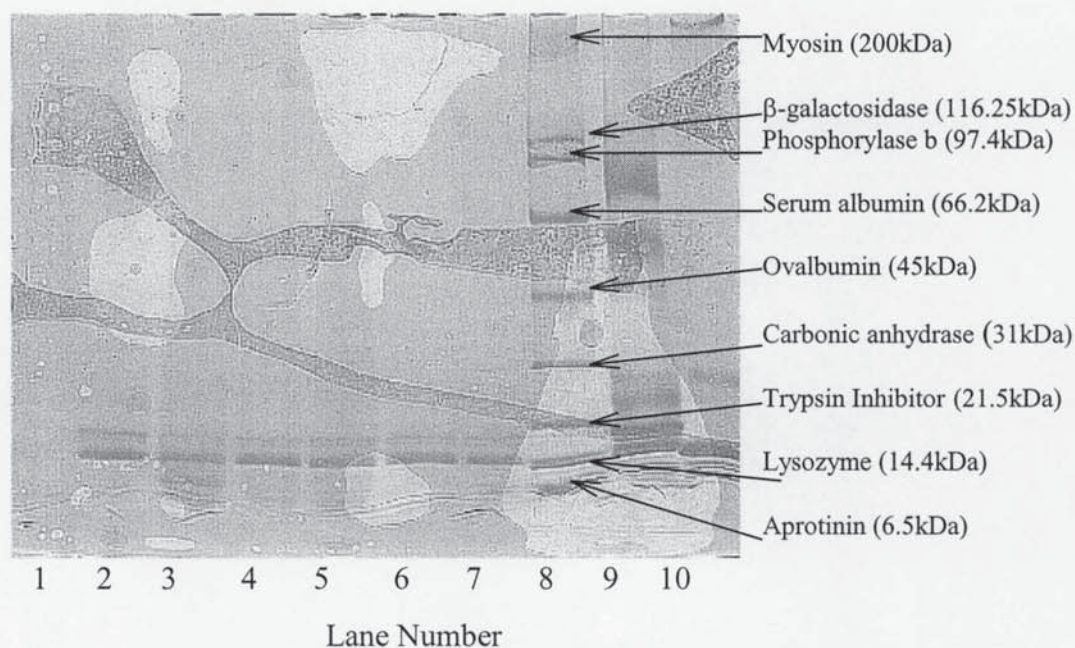 Myosin (200kDa)
β-galactosidase (116.25kDa)
Phosphorylase b (97.4kDa)
Serum albumin (66.2kDa)
Ovalbumin (45kDa)
Carbonic anhydrase (31kDa)
Trypsin Inhibitor (21.5kDa)
Lysozyme (14.4kDa)
Aprotinin (6.5kDa)
1 2 3 4 5 6 7 8 9 10
Lane Number